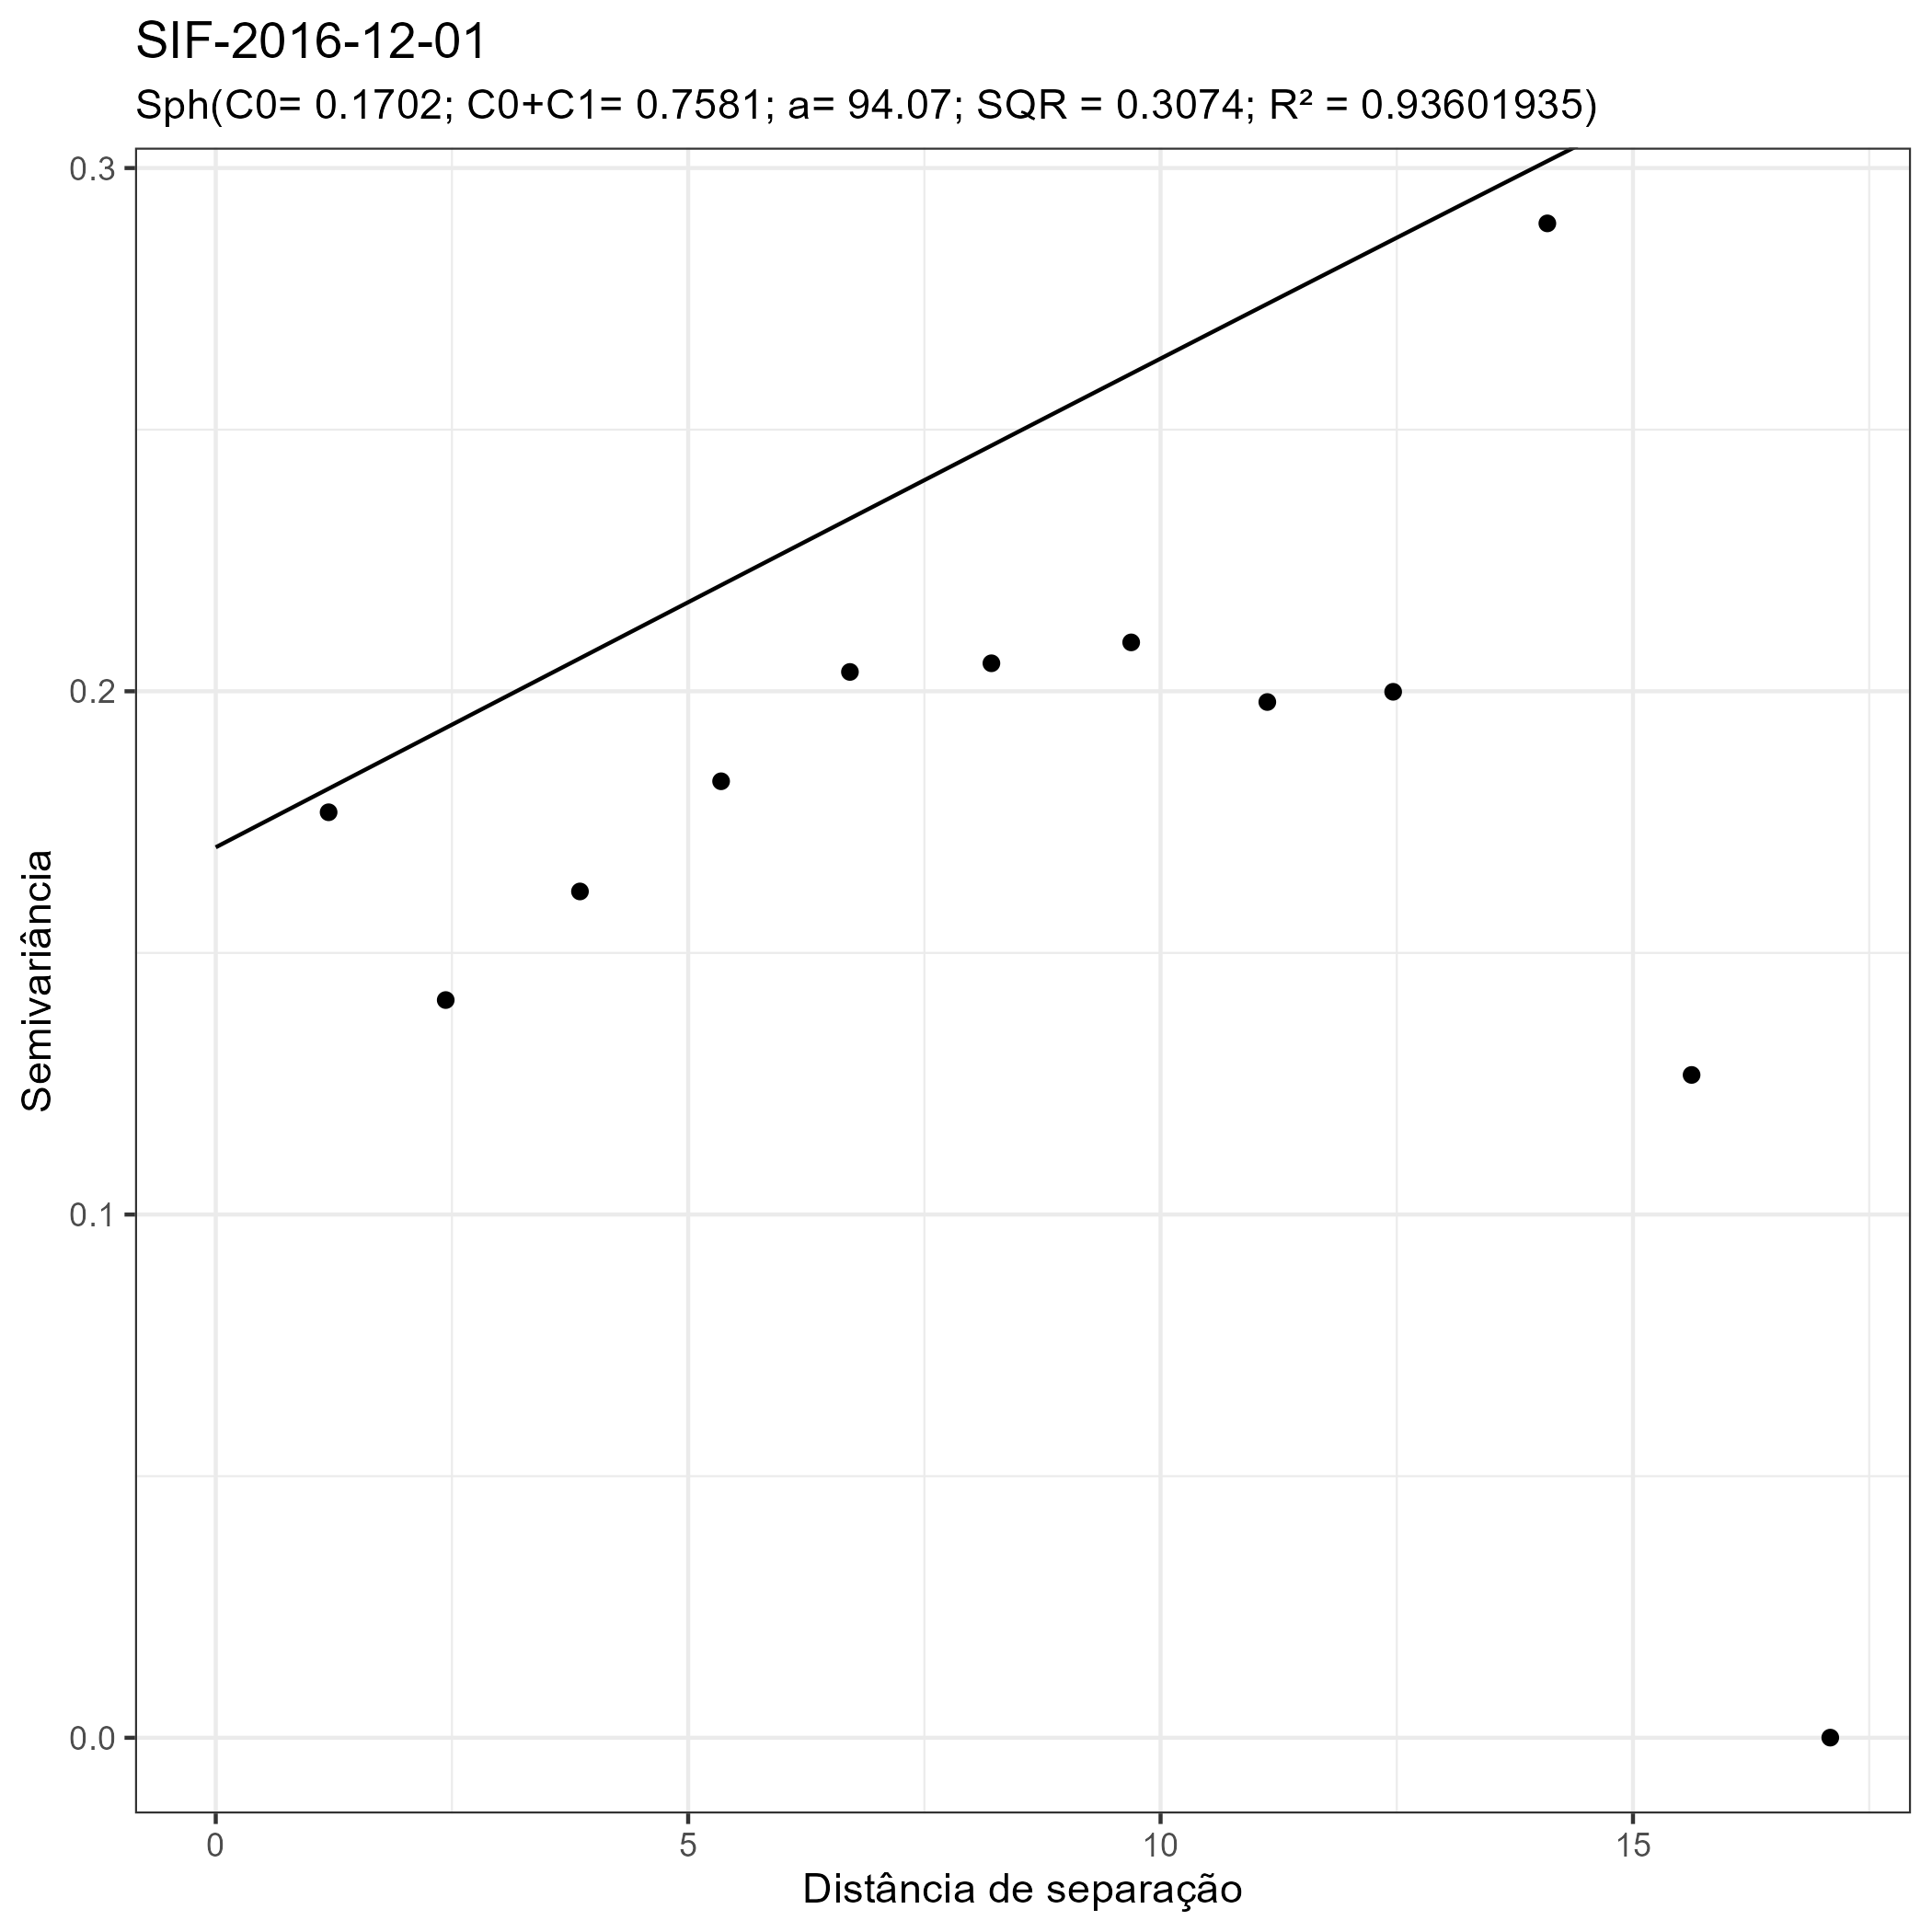 SIF-2016-12-01
Sph(C0= 0.1702; C0+C1= 0.7581; a= 94.07; SQR = 0.3074; R² = 0.93601935)
0.3
0.2
0.1
0.0
Semivariância
0 5 10 15
Distância de separação